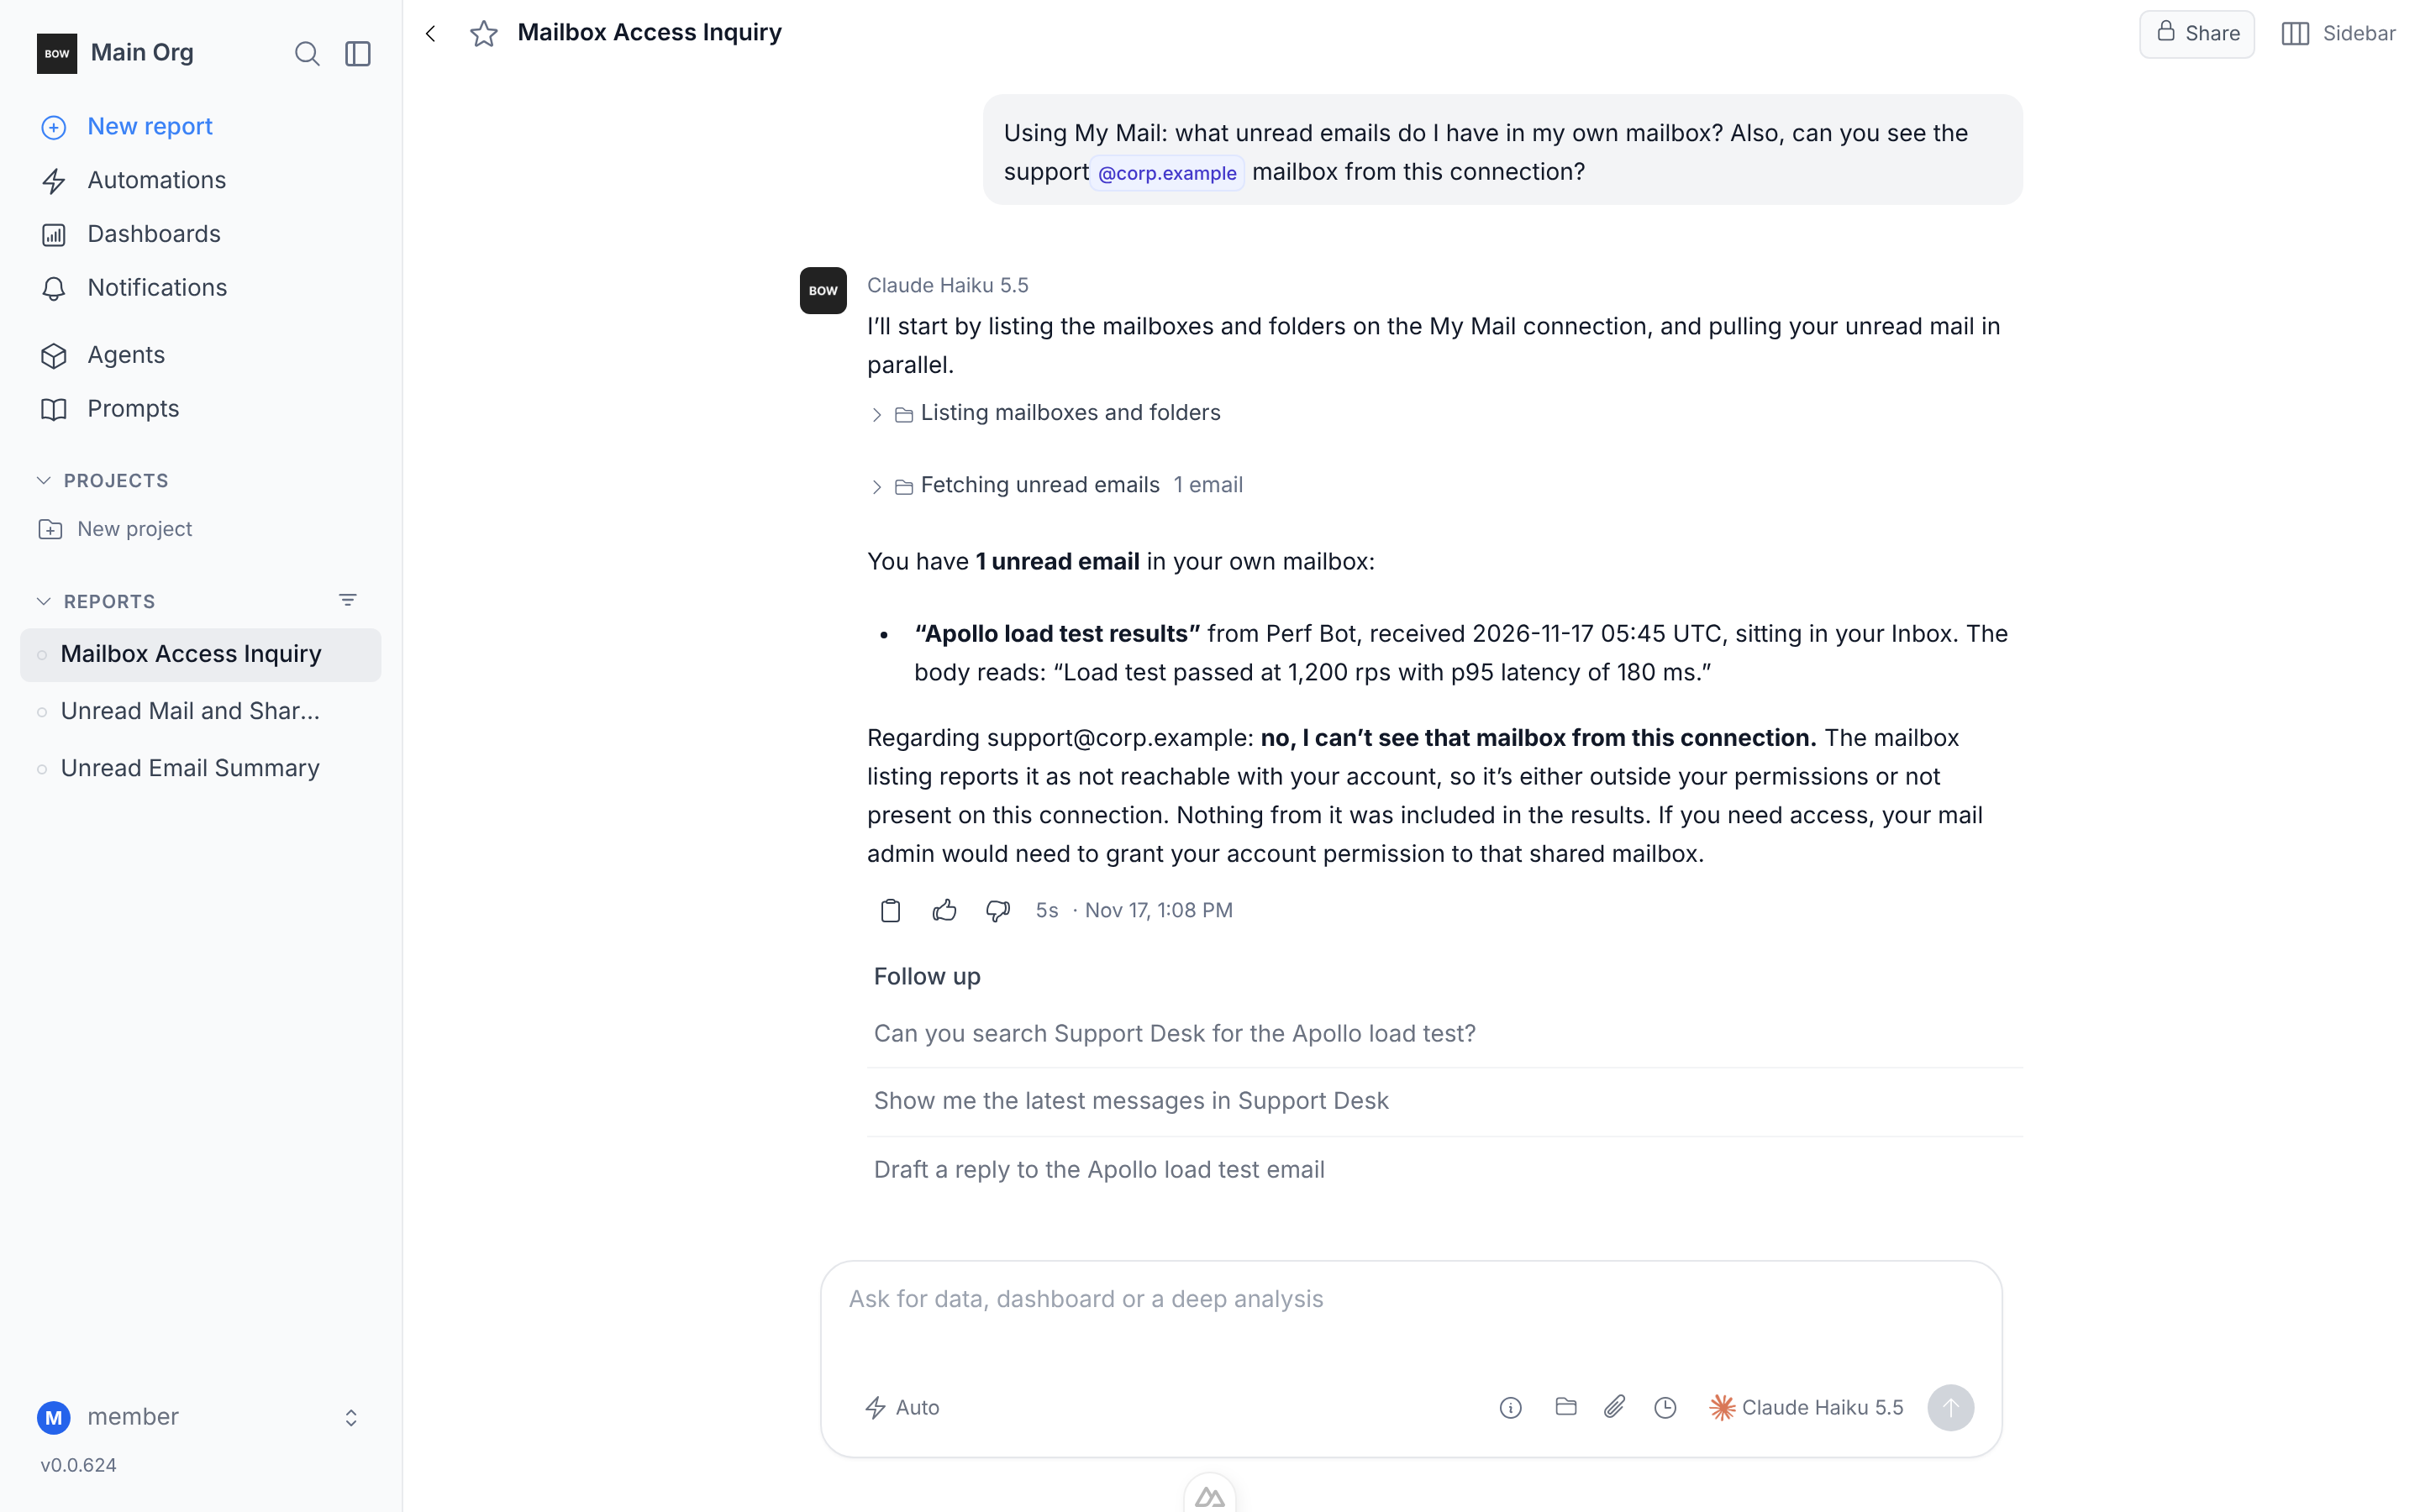 BOW Main Org
New report
Automations
Dashboards
Notifications
Agents
Prompts
PROJECTS
New project
REPORTS
Mailbox Access Inquiry
Unread Mail and Shar...
Unread Email Summary
M member
v0.0.624
Mailbox Access Inquiry
Share
Sidebar
Using My Mail: what unread emails do I have in my own mailbox? Also, can you see the
support @corp.example mailbox from this connection?
BOW
Claude Haiku 5.5
I’ll start by listing the mailboxes and folders on the My Mail connection, and pulling your unread mail in
parallel.
Listing mailboxes and folders
Fetching unread emails 1 email
You have 1 unread email in your own mailbox:
• “Apollo load test results” from Perf Bot, received 2026-11-17 05:45 UTC, sitting in your Inbox. The
body reads: “Load test passed at 1,200 rps with p95 latency of 180 ms.”
Regarding support@corp.example: no, I can’t see that mailbox from this connection. The mailbox
listing reports it as not reachable with your account, so it’s either outside your permissions or not
present on this connection. Nothing from it was included in the results. If you need access, your mail
admin would need to grant your account permission to that shared mailbox.
5s · Nov 17, 1:08 PM
Follow up
Can you search Support Desk for the Apollo load test?
Show me the latest messages in Support Desk
Draft a reply to the Apollo load test email
Ask for data, dashboard or a deep analysis
Auto
Claude Haiku 5.5